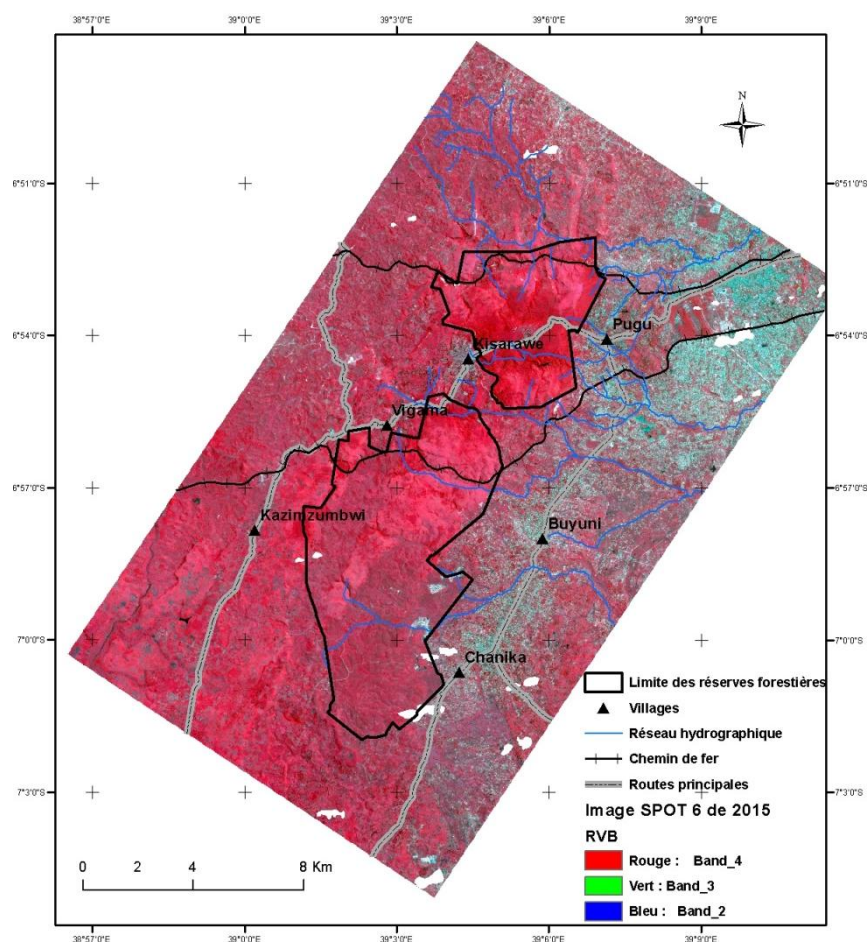 38°57'0"E 39°0'0"E 39°3'0"E 39°6'0"E 39°9'0"E
N
6°51'0"S 6°51'0"S
6°54'0"S 6°54'0"S
Pugu
Kisarawe
Vigama
6°57'0"S 6°57'0"S
Kazimzumbwi
Buyuni
7°0'0"S 7°0'0"S
Chanika
Limite des réserves forestières
Villages
Réseau hydrographique
Chemin de fer
Routes principales
7°3'0"S 7°3'0"S
Image SPOT 6 de 2015
RVB
Rouge : Band_4
Vert : Band_3
Bleu : Band_2
0 2 4 8 Km
38°57'0"E 39°0'0"E 39°3'0"E 39°6'0"E 39°9'0"E